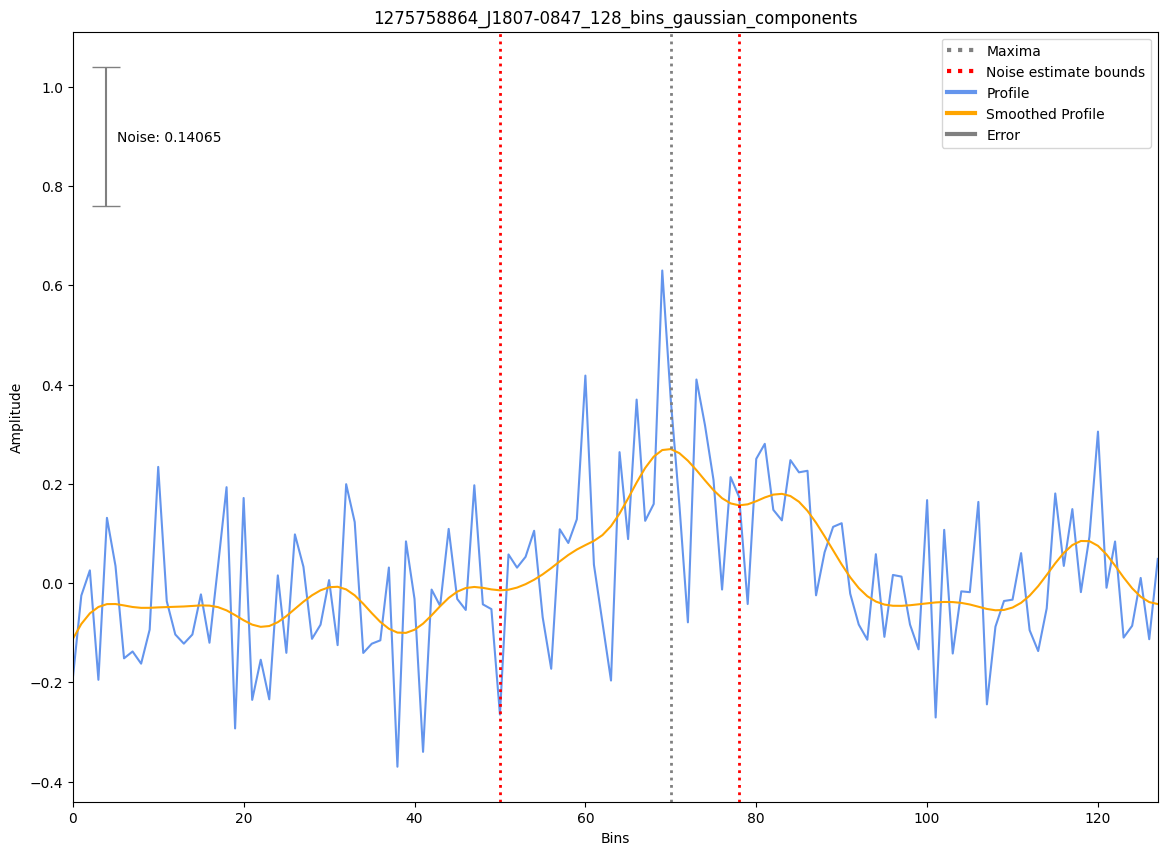 1275758864_J1807-0847_128_bins_gaussian_components
Maxima
Noise estimate bounds
Profile
Smoothed Profile
Error
Noise: 0.14065
1.0
0.8
0.6
0.4
0.2
0.0
−0.2
−0.4
Amplitude
0 20 40 60 80 100 120
Bins